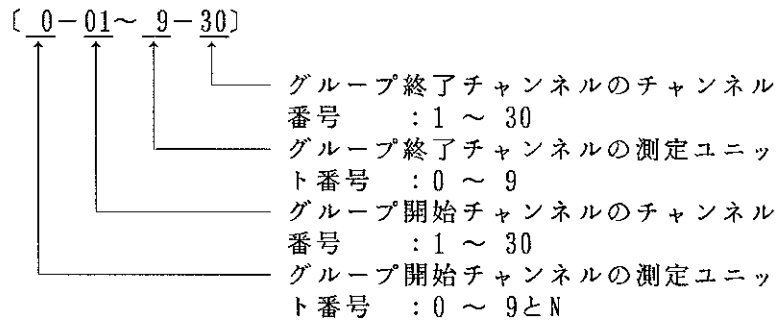 〔 0-01～ 9-30〕
グループ終了チャンネルのチャンネル
番号 :1 ～ 30
グループ終了チャンネルの測定ユニッ
ト番号 :0 ～ 9
グループ開始チャンネルのチャンネル
番号 :1 ～ 30
グループ開始チャンネルの測定ユニッ
ト番号 :0 ～ 9とN